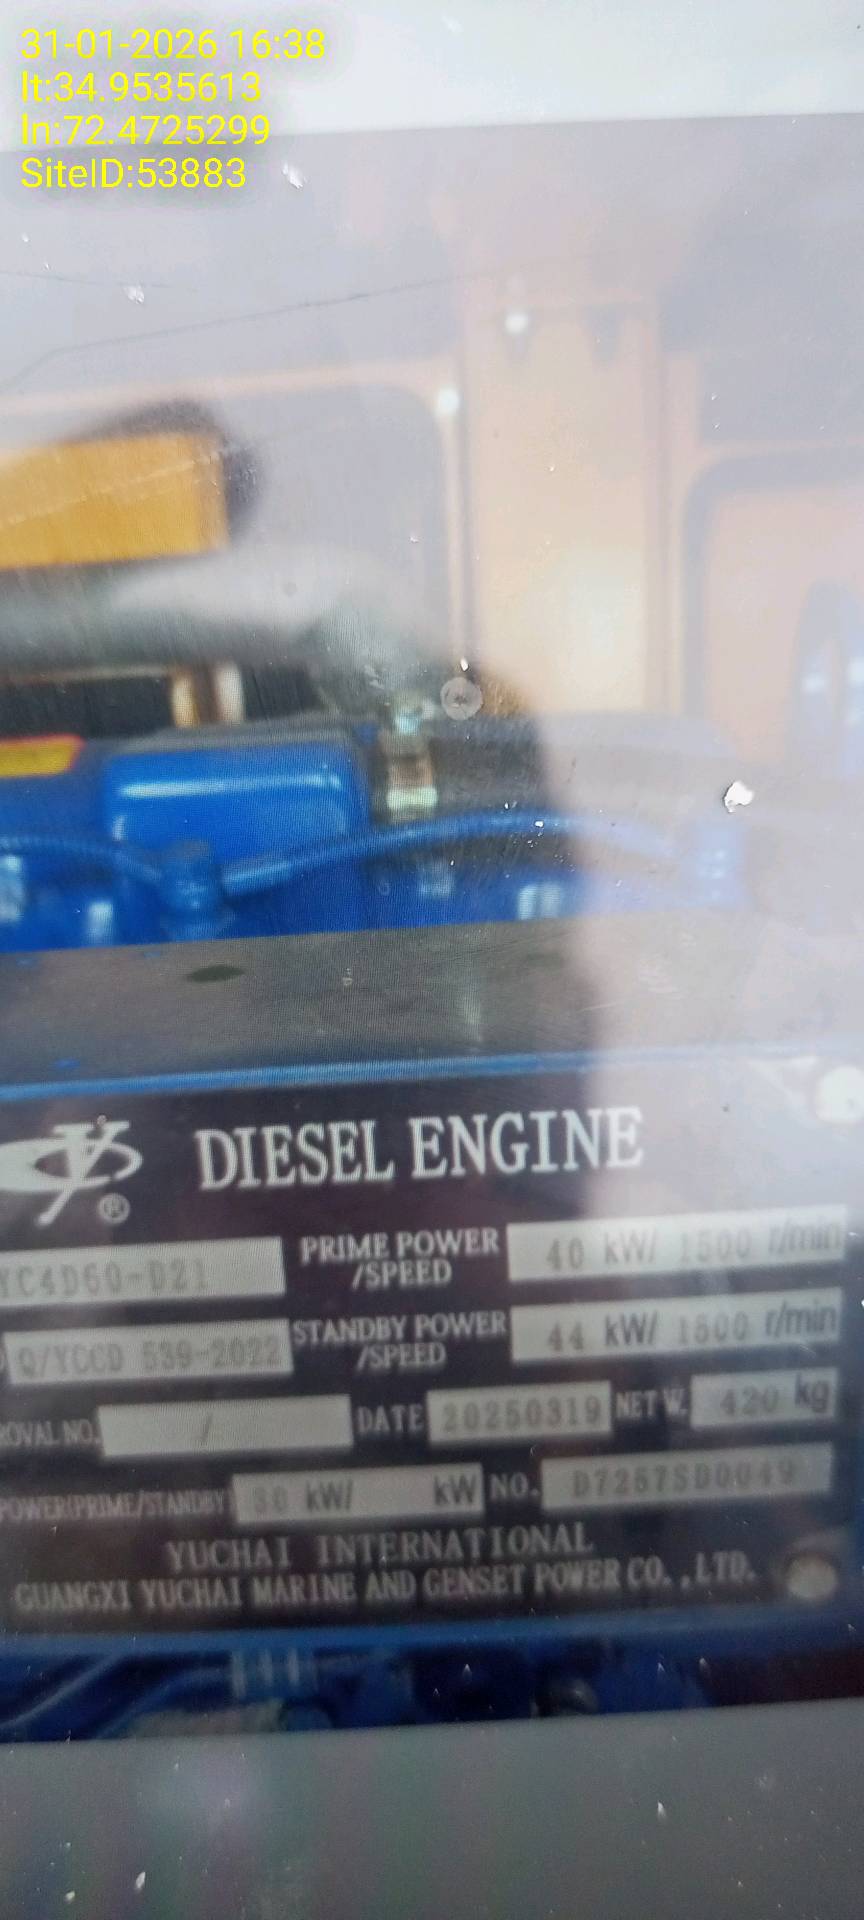 31-01-2026 16:38
lt:34.9535613
ln:72.4725299
SiteID:53883
DIESEL ENGINE
®
YC4D60-D21 PRIME POWER /SPEED 40 kW/ 1500 r/min
Q/YCCD 539-2022 STANDBY POWER /SPEED 44 kW/ 1500 r/min
ROVAL NO. / DATE 20250319 NET W. 420 kg
POWER(PRIME/STANDBY) kW/ kW NO.
YUCHAI INTERNATIONAL
GUANGXI YUCHAI MARINE AND GENSET POWER CO.,LTD.